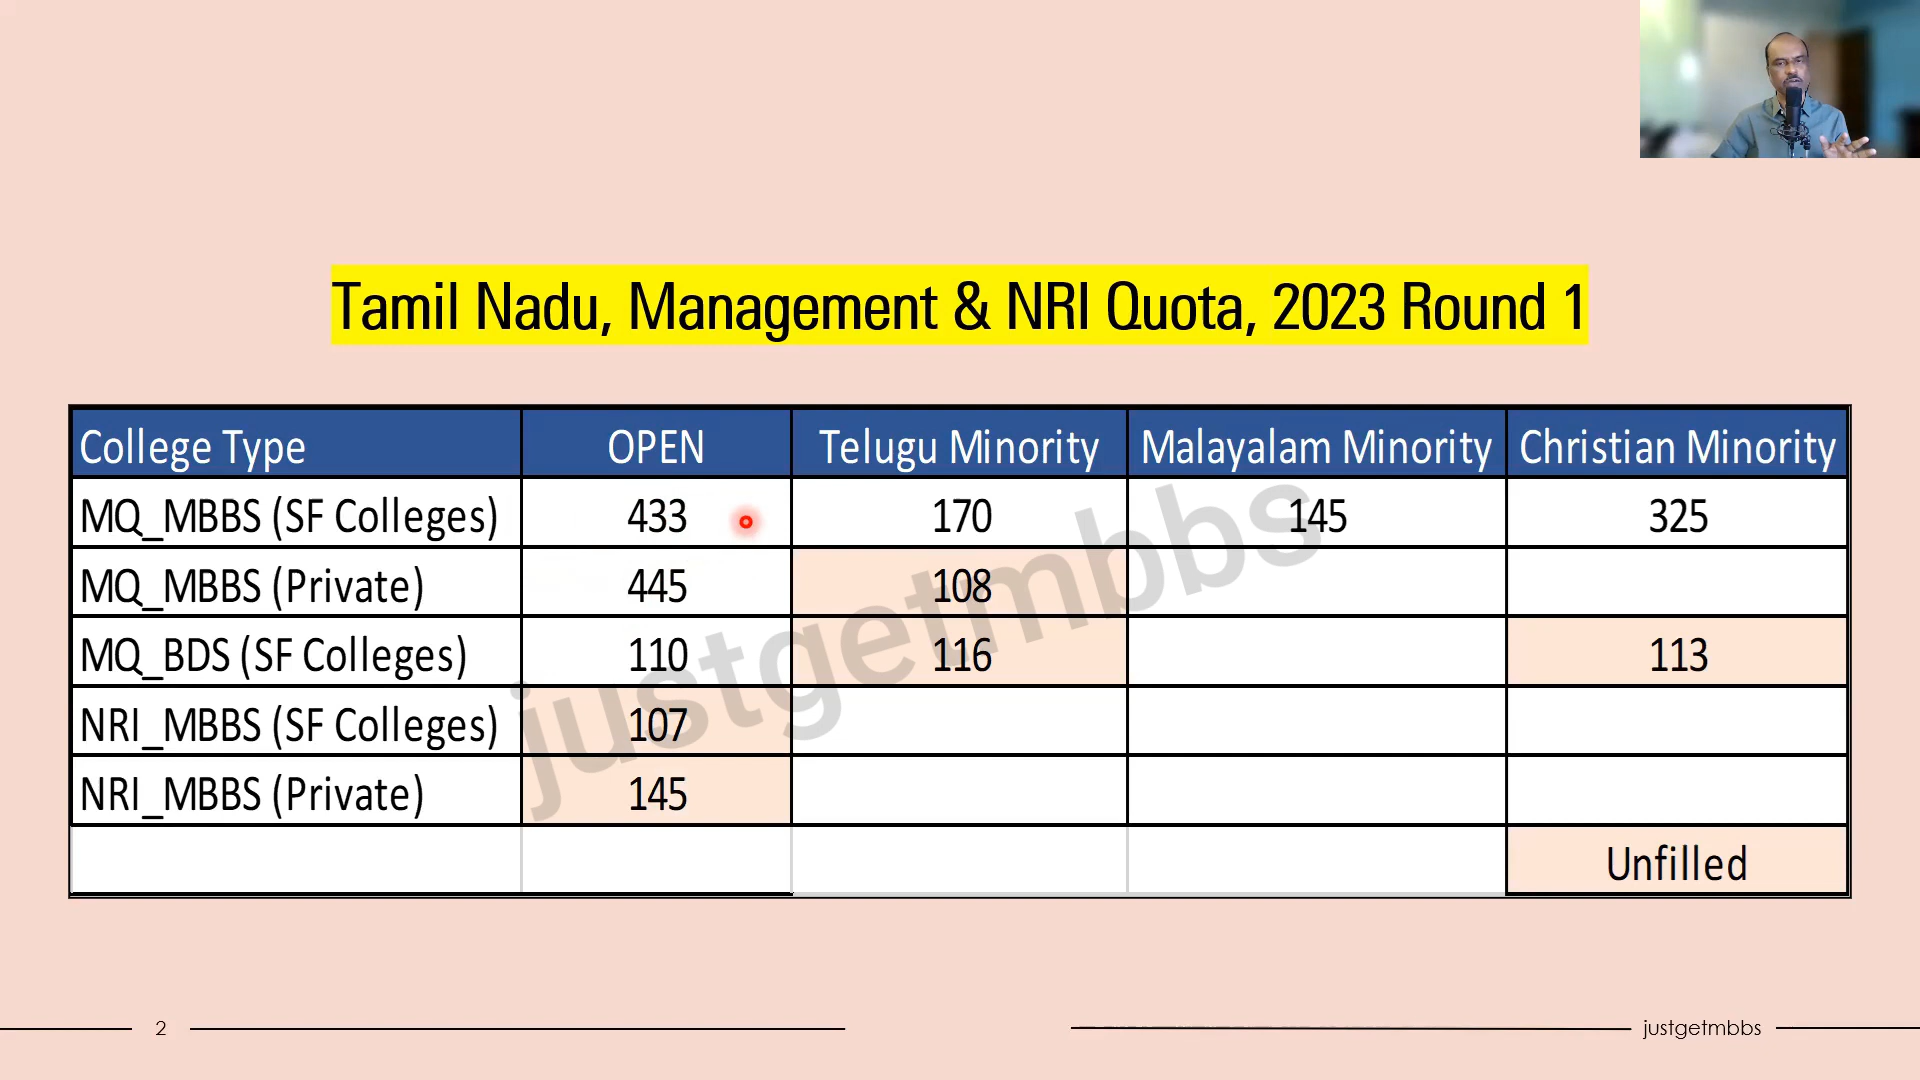 Tamil Nadu, Management & NRI Quota, 2023 Round 1
College Type OPEN Telugu Minority Malayalam Minority Christian Minority
MQ_MBBS (SF Colleges) 433 170 145 325
MQ_MBBS (Private) 445 108
MQ_BDS (SF Colleges) 110 116 113
NRI_MBBS (SF Colleges) 107
NRI_MBBS (Private) 145
Unfilled
justgetmbbs
2 justgetmbbs